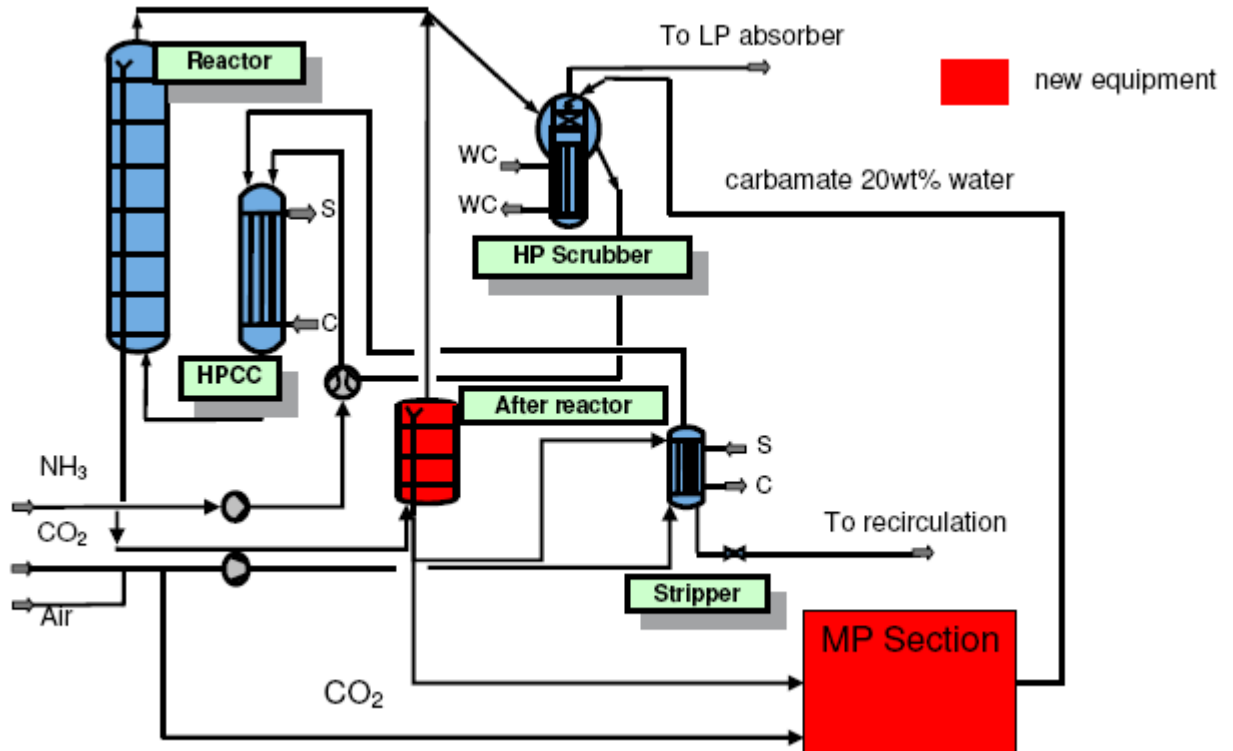 To LP absorber
Reactor
new equipment
WC
carbamate 20wt% water
WC
S
HP Scrubber
C
HPCC
After reactor
S
NH₃
C
To recirculation
CO₂
Stripper
Air
MP Section
CO₂